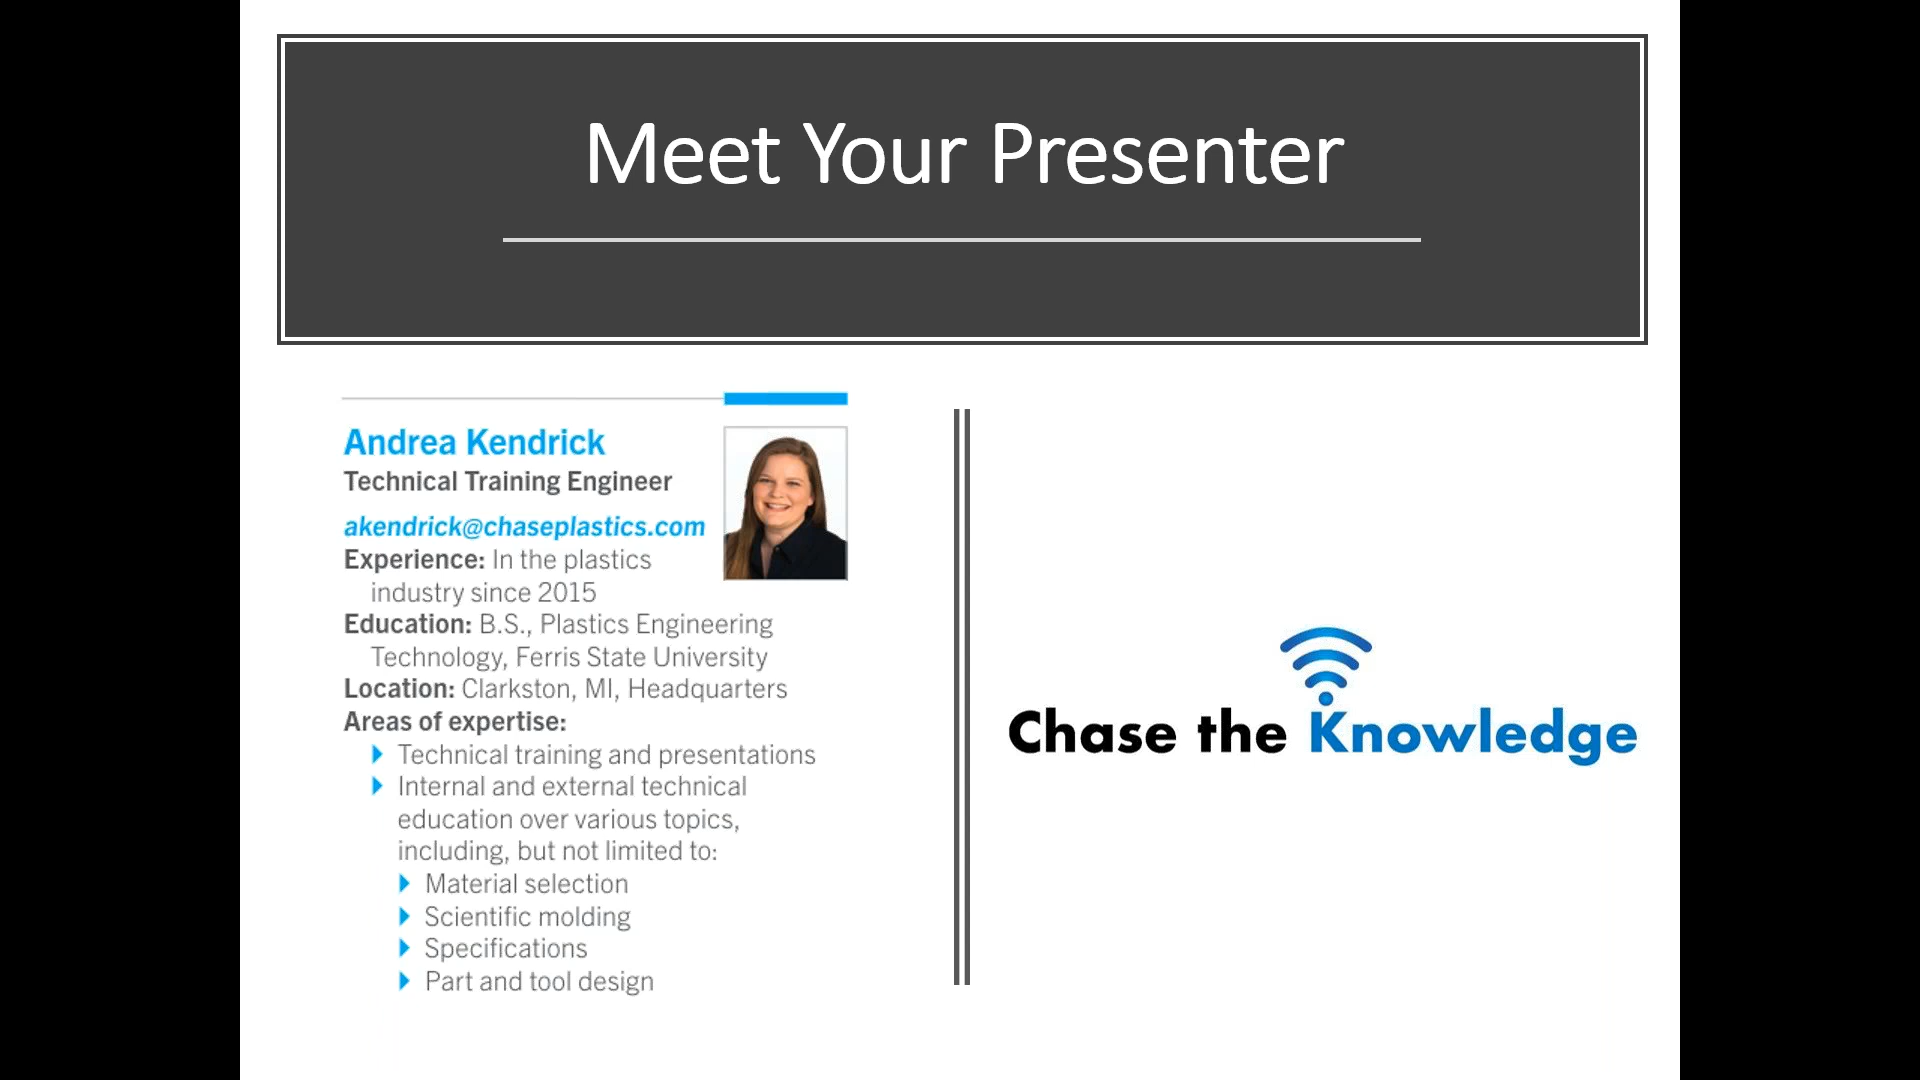 Meet Your Presenter
Andrea Kendrick
Technical Training Engineer
akendrick@chaseplastics.com
Experience: In the plastics
industry since 2015
Education: B.S., Plastics Engineering
Technology, Ferris State University
Location: Clarkston, MI, Headquarters
Areas of expertise:
Technical training and presentations
Internal and external technical
education over various topics,
including, but not limited to:
Material selection
Scientific molding
Specifications
Part and tool design
Chase the Knowledge